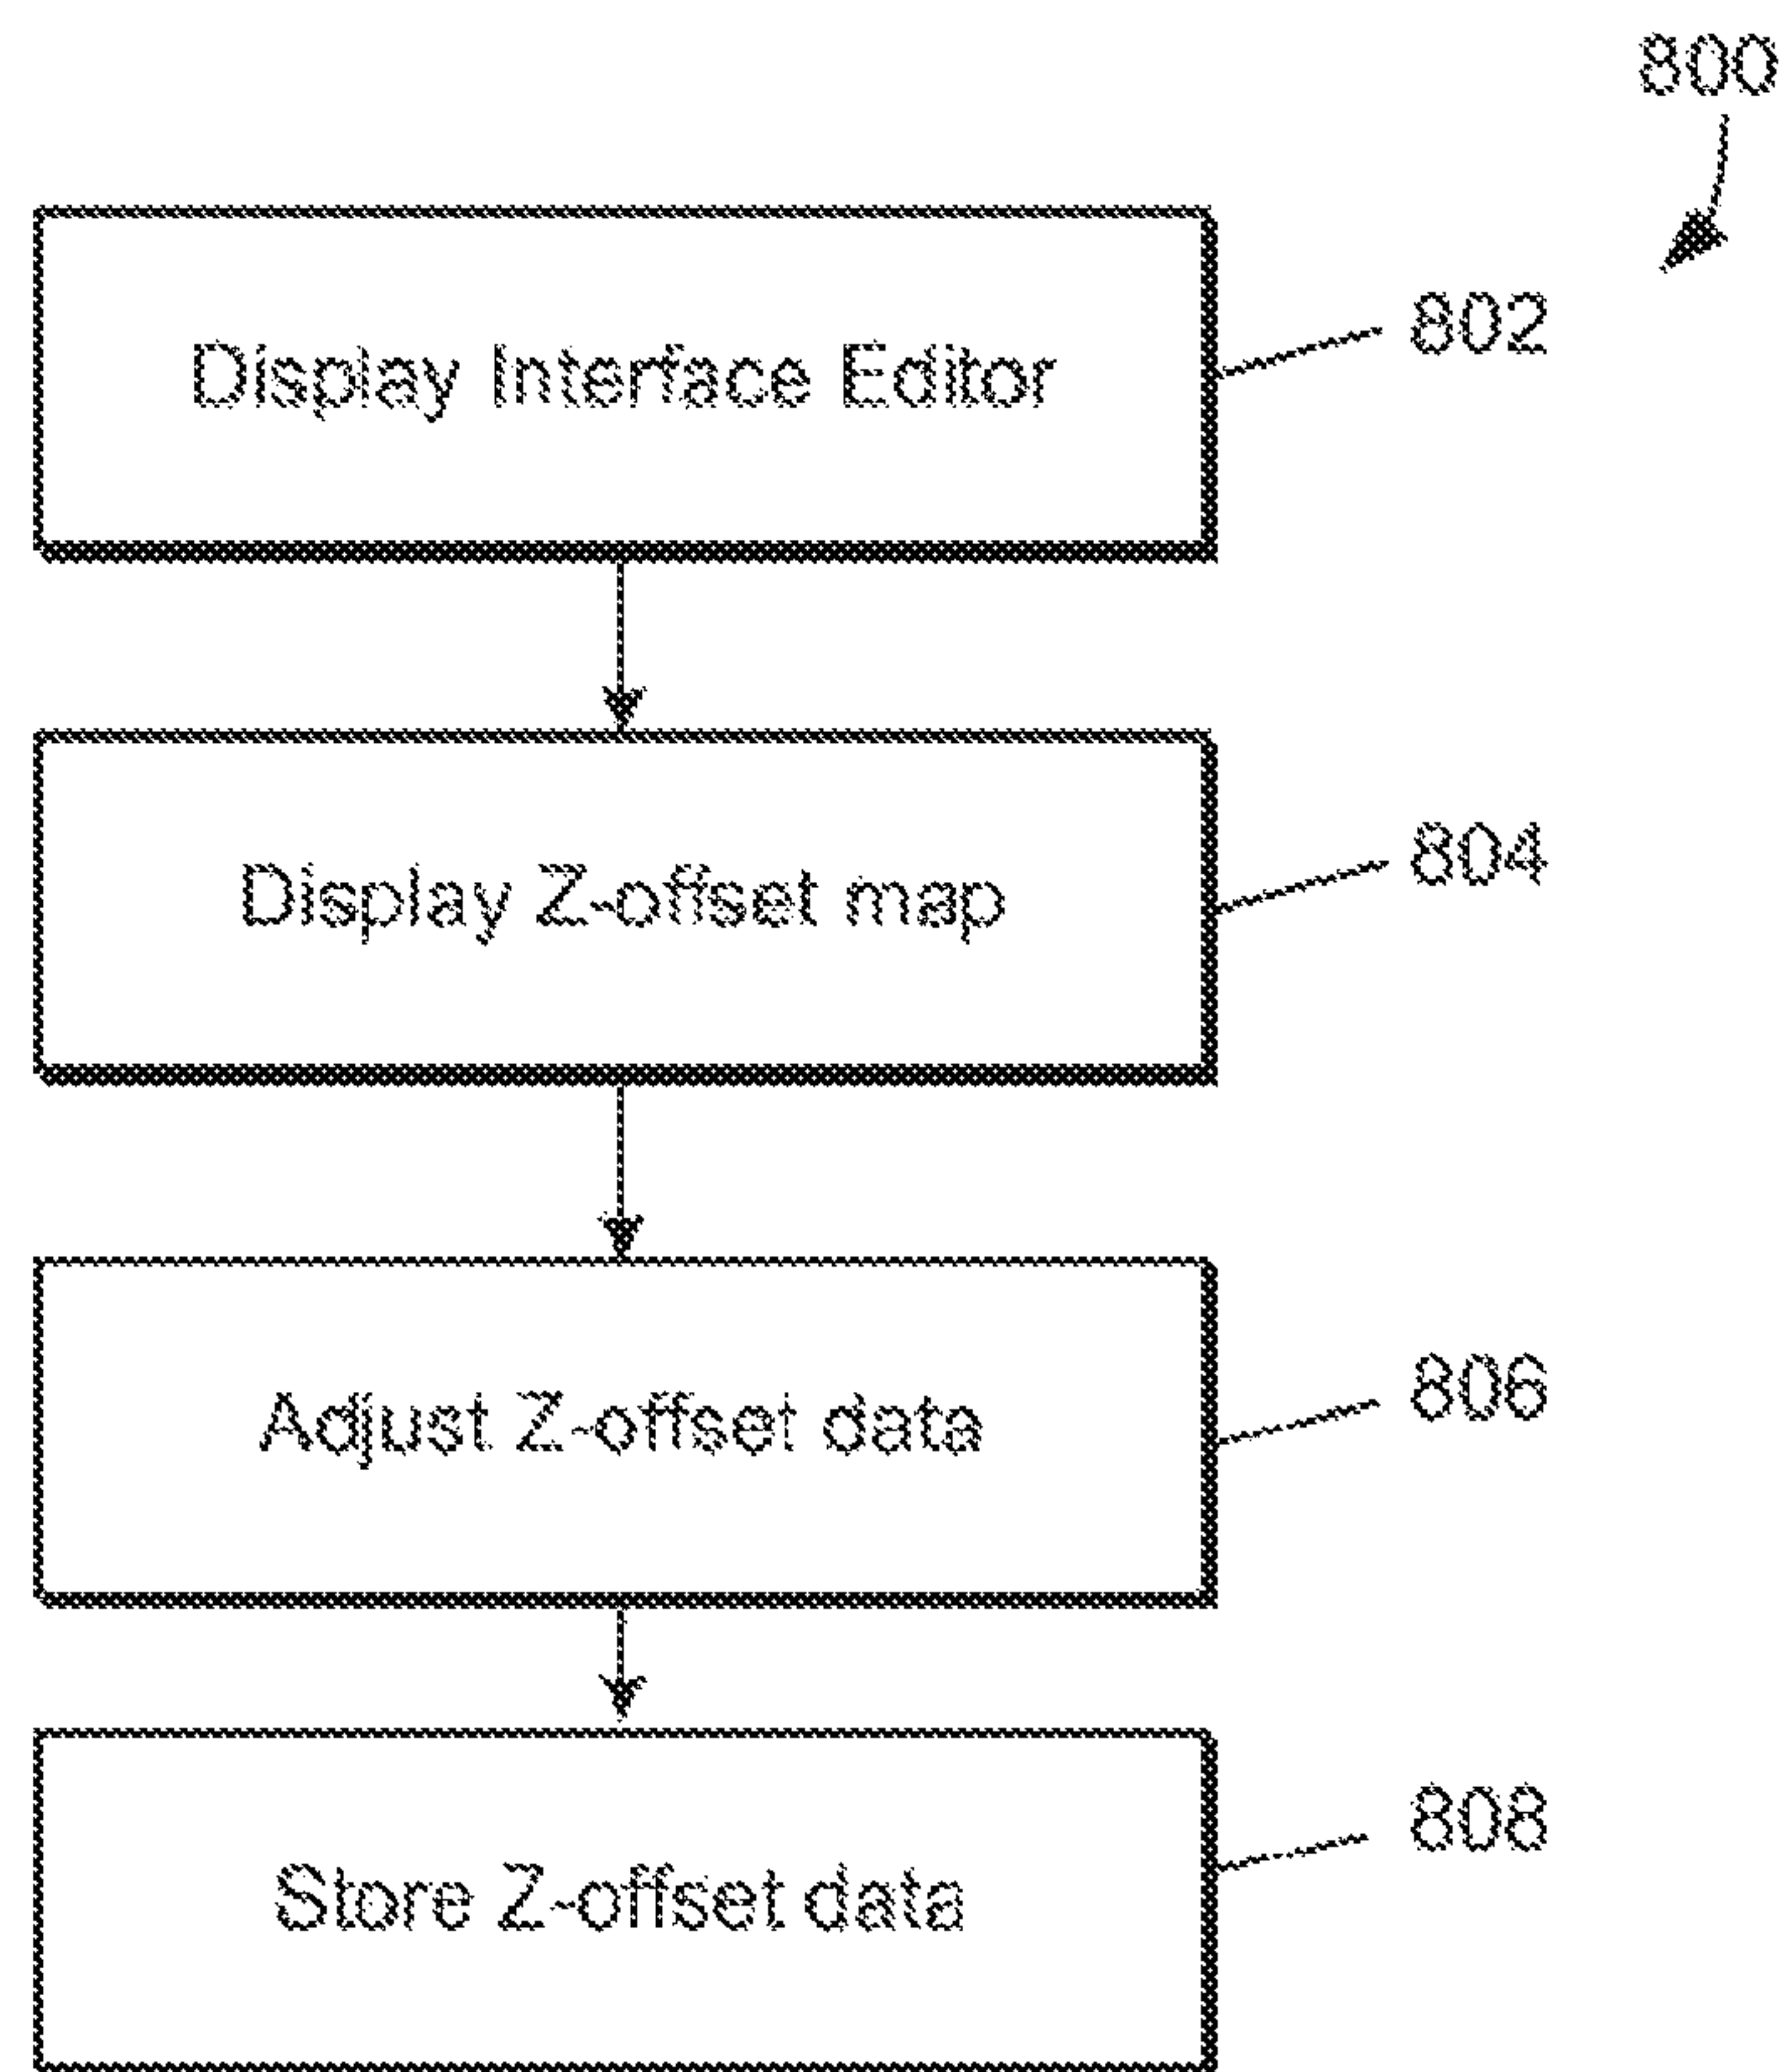 800
Display Interface Editor
802
Display Z-offset map
804
Adjust Z-offset data
806
Store Z-offset data
808